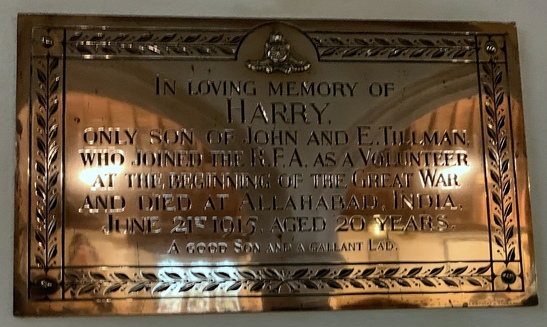 IN LOVING MEMORY OF
HARRY,
ONLY SON OF JOHN AND E. TILLMAN,
WHO JOINED THE R.F.A. AS A VOLUNTEER
AT THE BEGINNING OF THE GREAT WAR
AND DIED AT ALLAHABAD, INDIA,
JUNE 21ST 1915, AGED 20 YEARS.
A GOOD SON AND A GALLANT LAD.